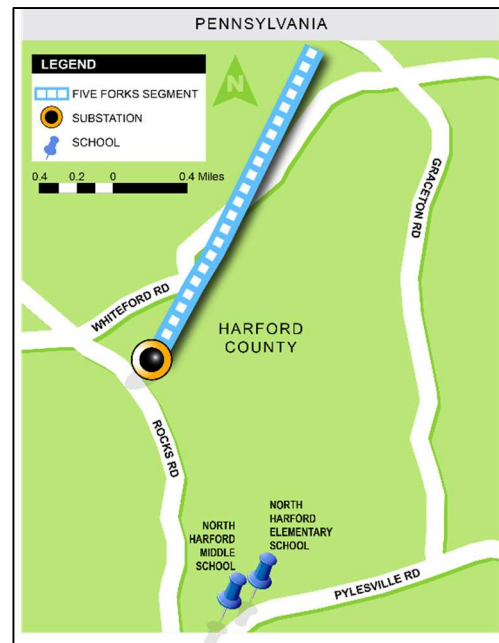 PENNSYLVANIA
LEGEND
FIVE FORKS SEGMENT
SUBSTATION
SCHOOL
0.4 0.2 0 0.4 Miles
N
GRACETON RD
WHITEFORD RD
HARFORD
COUNTY
ROCKS RD
NORTH
HARFORD
MIDDLE
SCHOOL
NORTH
HARFORD
ELEMENTARY
SCHOOL
PYLESVILLE RD